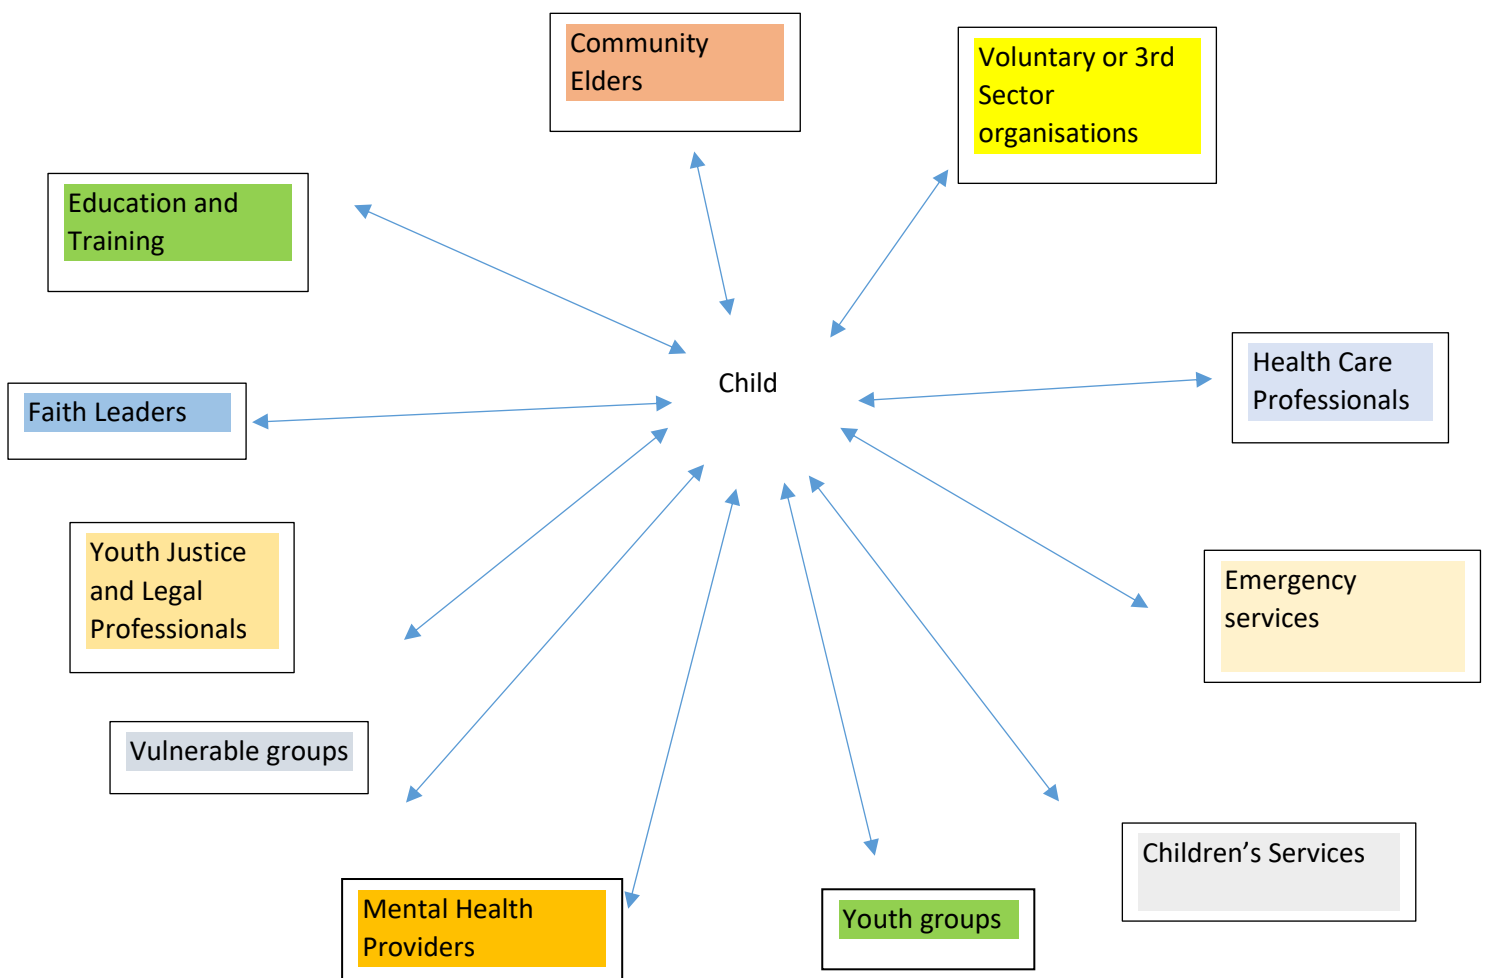 Community
Elders
Voluntary or 3rd
Sector
organisations
Education and
Training
Child
Health Care
Professionals
Faith Leaders
Youth Justice
and Legal
Professionals
Emergency
services
Vulnerable groups
Children’s Services
Mental Health
Providers
Youth groups